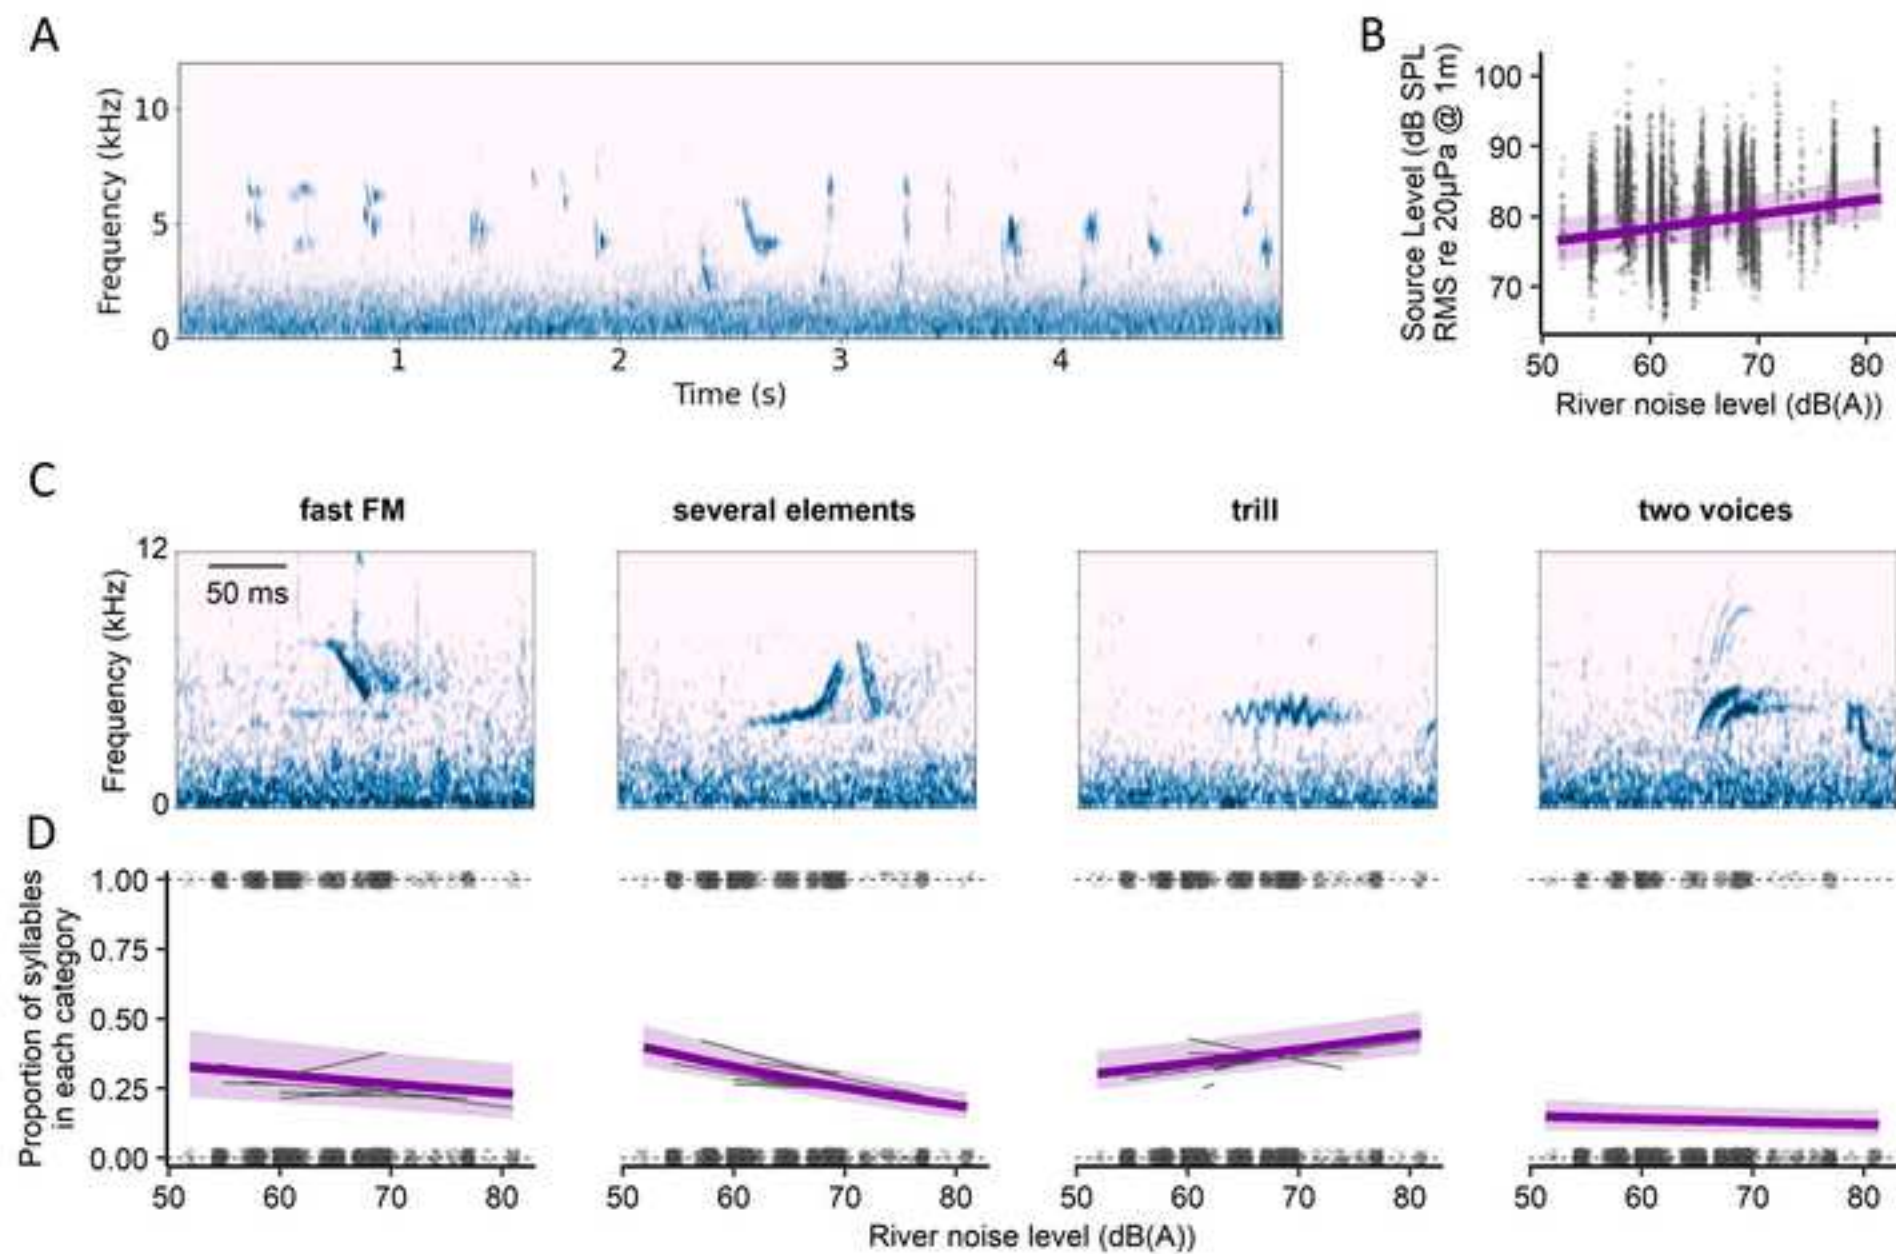 A
Frequency (kHz)
10
5
0
1 2 3 4
Time (s)
B
Source Level (dB SPL
RMS re 20µPa @ 1m)
100
90
80
70
50 60 70 80
River noise level (dB(A))
C
fast FM several elements trill two voices
Frequency (kHz)
12
50 ms
0
D
Proportion of syllables
in each category
1.00
0.75
0.50
0.25
0.00
50 60 70 80 50 60 70 80 50 60 70 80 50 60 70 80
River noise level (dB(A))